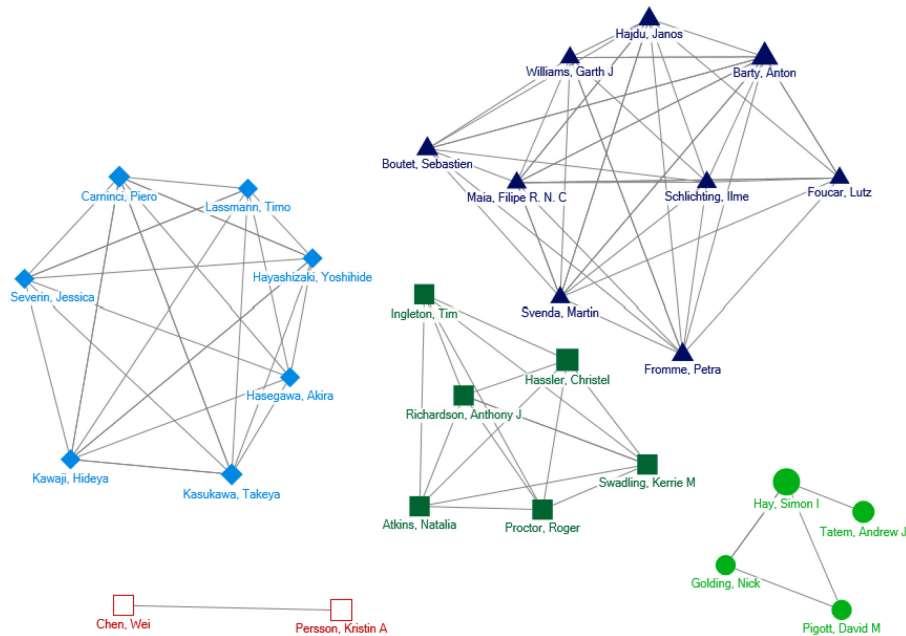 Hajdu, Janos
Williams, Garth J
Barty, Anton
Boutet, Sebastien
Maia, Filipe R. N. C
Schlichting, Ilme
Foucar, Lutz
Svenda, Martin
Fromme, Petra
Carninci, Piero
Lassmann, Timo
Hayashizaki, Yoshihide
Severin, Jessica
Hasegawa, Akira
Kawaji, Hideya
Kasukawa, Takeya
Ingleton, Tim
Hassler, Christel
Richardson, Anthony J
Swadling, Kerrie M
Atkins, Natalia
Proctor, Roger
Hay, Simon I
Tatem, Andrew J
Golding, Nick
Pigott, David M
Chen, Wei
Persson, Kristin A